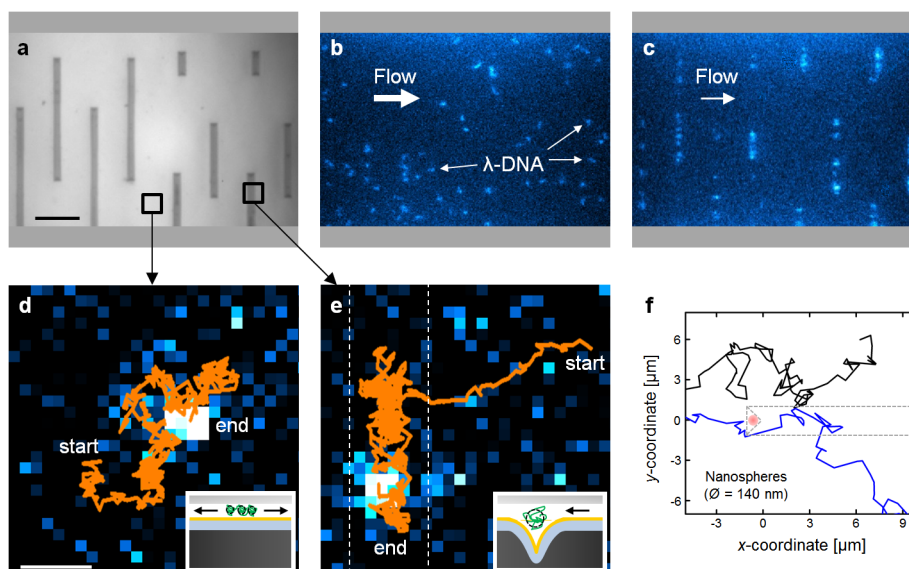 a
b
Flow
λ-DNA
c
Flow
d
start
end
e
start
end
f
6
3
0
-3
-6
y-coordinate [µm]
Nanospheres
(Ø = 140 nm)
-3
0
3
6
9
x-coordinate [µm]